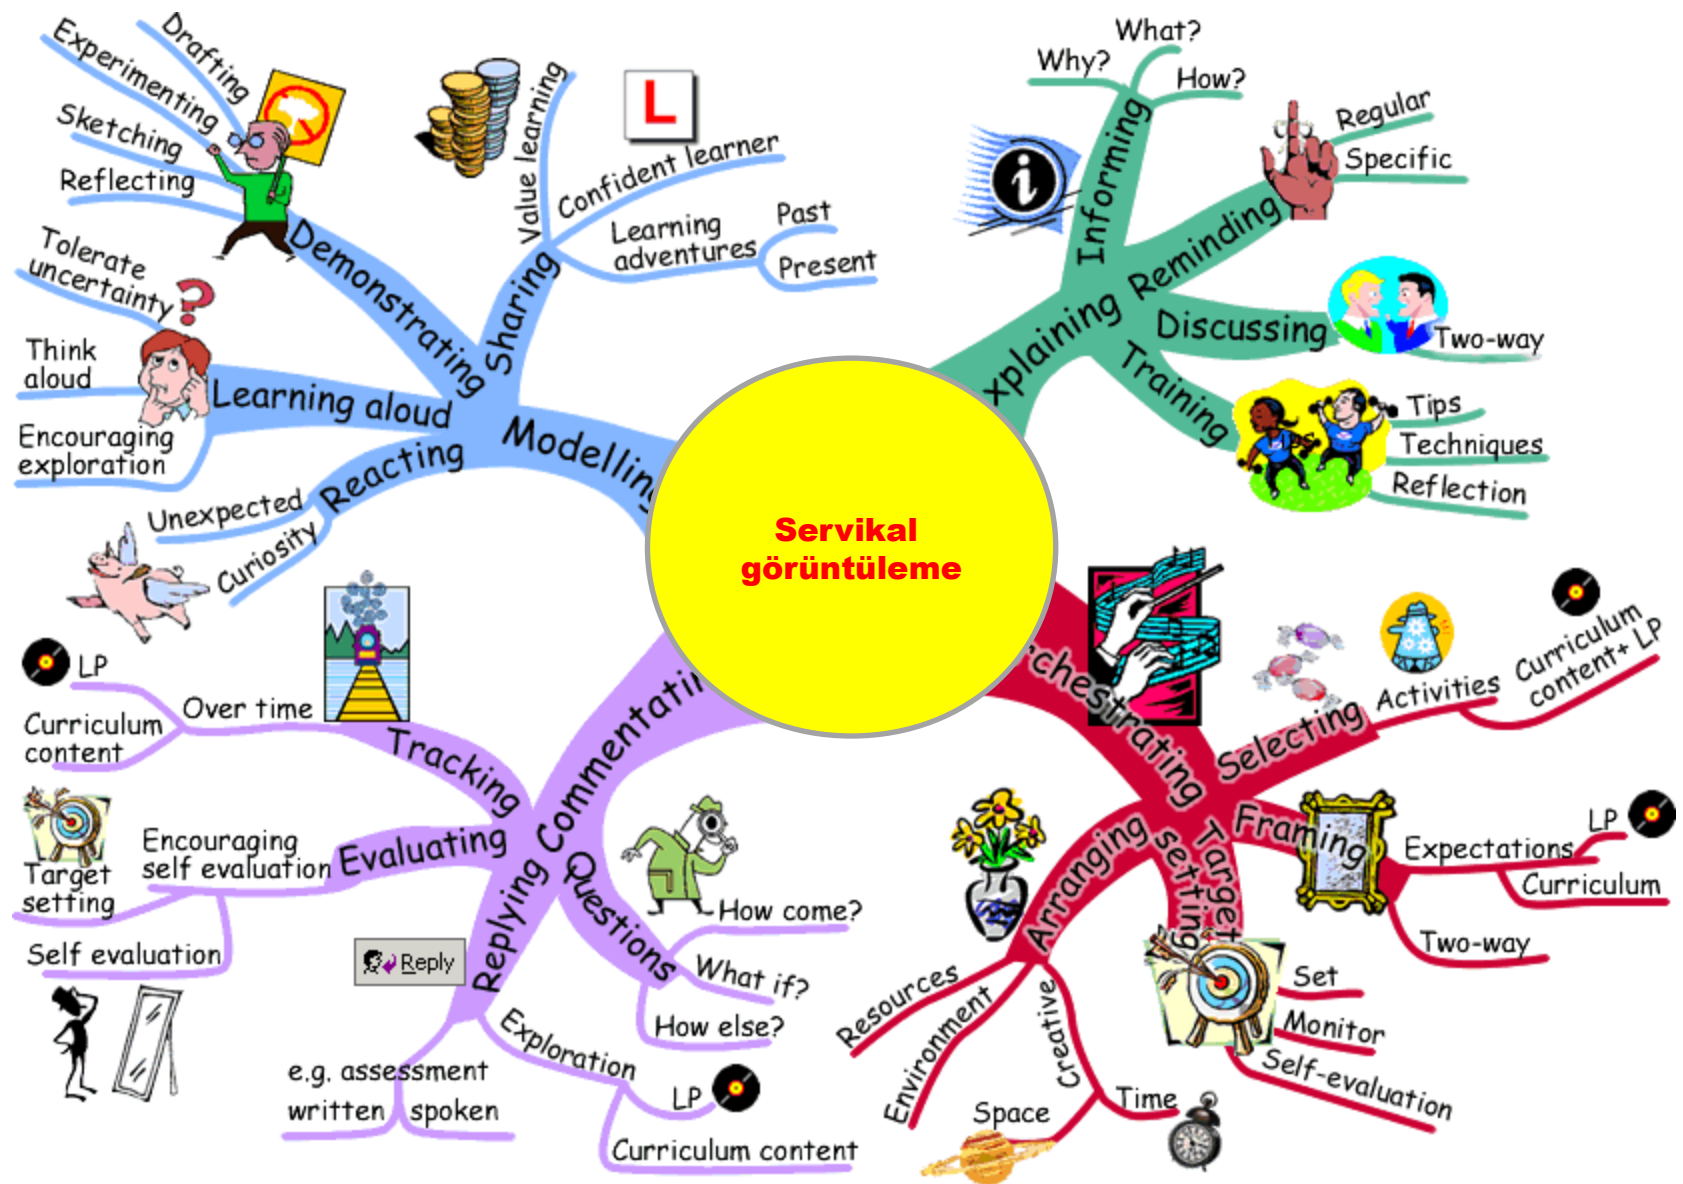 Servikal
görüntüleme
Modelling
Demonstrating
Drafting
Experimenting
Sketching
Reflecting
Sharing
Value learning
L
Confident learner
Learning
adventures
Past
Present
Learning aloud
Tolerate
uncertainty
?
Think
aloud
Encouraging
exploration
Reacting
Unexpected
Curiosity
xplaining
Informing
i
Why?
What?
How?
Reminding
Regular
Specific
Discussing
Two-way
Training
Tips
Techniques
Reflection
rchestrating
Selecting
Activities
Curriculum
content+ LP
Framing
Expectations
LP
Curriculum
Two-way
Target
setting
Set
Monitor
Self-evaluation
Arranging
Resources
Environment
Creative
Space
Time
Commentatin
Tracking
Over time
LP
Curriculum
content
Evaluating
Encouraging
self evaluation
Target
setting
Self evaluation
Replying
Reply
e.g. assessment
written
spoken
Exploration
LP
Curriculum content
Questions
How come?
What if?
How else?